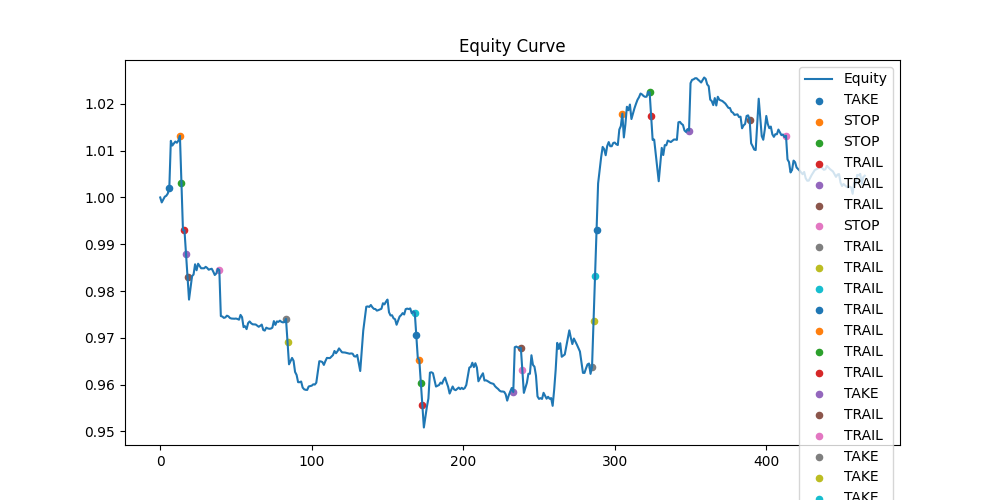 Equity Curve
1.02
1.01
1.00
0.99
0.98
0.97
0.96
0.95
0
100
200
300
400
Equity
TAKE
STOP
STOP
TRAIL
TRAIL
TRAIL
STOP
TRAIL
TRAIL
TRAIL
TRAIL
TRAIL
TRAIL
TRAIL
TAKE
TRAIL
TRAIL
TAKE
TAKE
TAKE